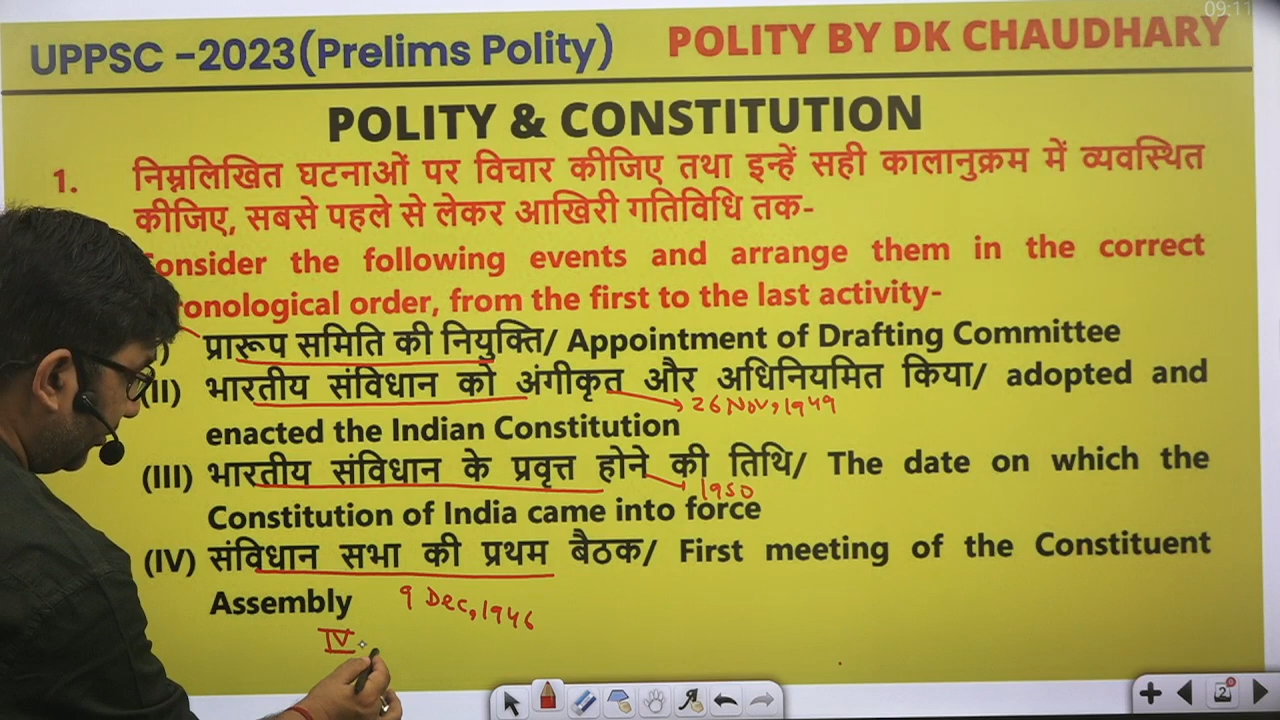 09:11
UPPSC -2023(Prelims Polity) POLITY BY DK CHAUDHARY
POLITY & CONSTITUTION
1. निम्नलिखित घटनाओं पर विचार कीजिए तथा इन्हें सही कालानुक्रम में व्यवस्थित
कीजिए, सबसे पहले से लेकर आखिरी गतिविधि तक-
onsider the following events and arrange them in the correct
ronological order, from the first to the last activity-
) प्रारूप समिति की नियुक्ति/ Appointment of Drafting Committee
(II) भारतीय संविधान को अंगीकृत और अधिनियमित किया/ adopted and
26 Nov, 1949
enacted the Indian Constitution
(III) भारतीय संविधान के प्रवृत्त होने की तिथि/ The date on which the
1950
Constitution of India came into force
(IV) संविधान सभा की प्रथम बैठक/ First meeting of the Constituent
Assembly 9 Dec, 1946
IV
2